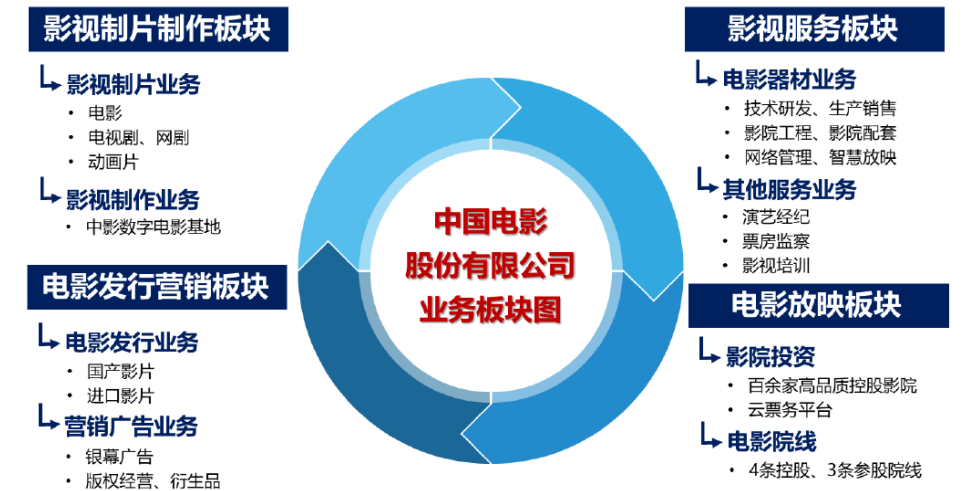 影视制片制作板块
影视制片业务
• 电影
• 电视剧、网剧
• 动画片
影视制作业务
• 中影数字电影基地
电影发行营销板块
电影发行业务
• 国产影片
• 进口影片
营销广告业务
• 银幕广告
• 版权经营、衍生品
中国电影
股份有限公司
业务板块图
影视服务板块
电影器材业务
• 技术研发、生产销售
• 影院工程、影院配套
• 网络管理、智慧放映
其他服务业务
• 演艺经纪
• 票房监察
• 影视培训
电影放映板块
影院投资
• 百余家高品质控股影院
• 云票务平台
电影院线
• 4条控股、3条参股院线